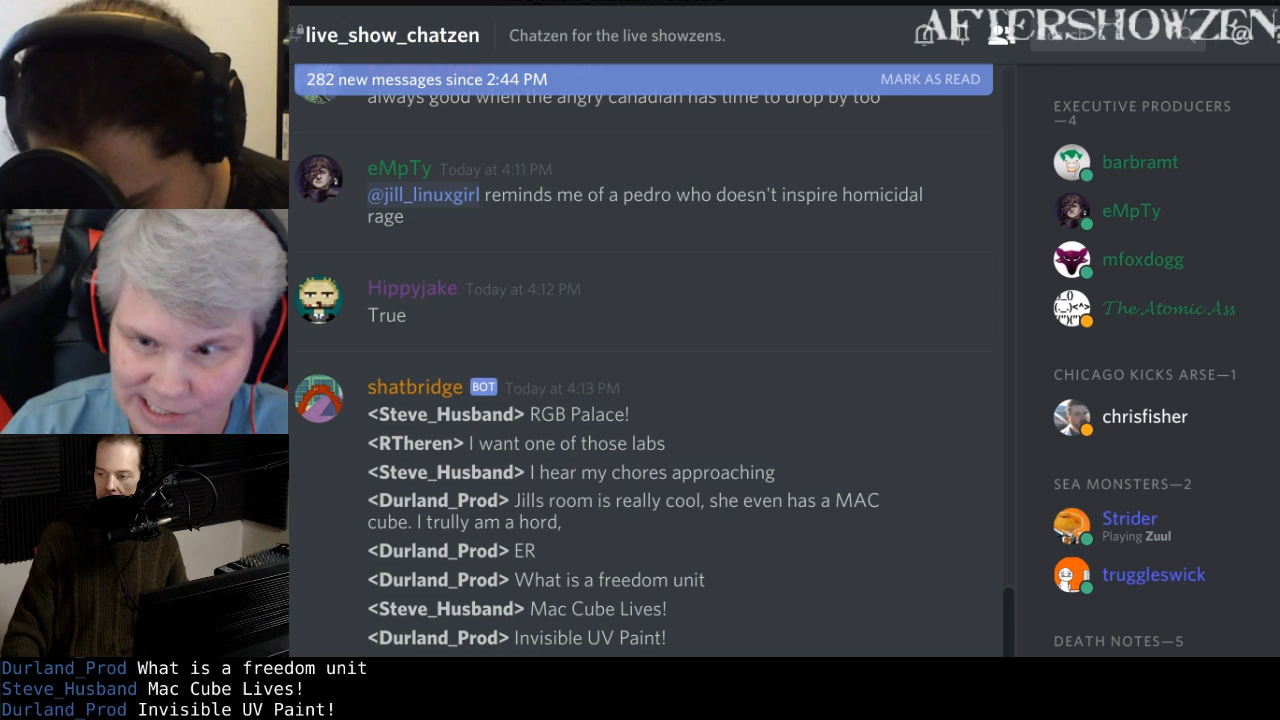 AFTERSHOWZEN
live_show_chatzen
Chatzen for the live showzens.
282 new messages since 2:44 PM
MARK AS READ
always good when the angry canadian has time to drop by too
eMpTy Today at 4:11 PM
@jill_linuxgirl reminds me of a pedro who doesn't inspire homicidal
rage
Hippyjake Today at 4:12 PM
True
shatbridge BOT Today at 4:13 PM
<Steve_Husband> RGB Palace!
<RTheren> I want one of those labs
<Steve_Husband> I hear my chores approaching
<Durland_Prod> Jills room is really cool, she even has a MAC
cube. I trully am a hord,
<Durland_Prod> ER
<Durland_Prod> What is a freedom unit
<Steve_Husband> Mac Cube Lives!
<Durland_Prod> Invisible UV Paint!
EXECUTIVE PRODUCERS
—4
barbramt
eMpTy
mfoxdogg
The Atomic Ass
CHICAGO KICKS ARSE—1
chrisfisher
SEA MONSTERS—2
Strider
Playing Zuul
truggleswick
DEATH NOTES—5
Durland_Prod What is a freedom unit
Steve_Husband Mac Cube Lives!
Durland_Prod Invisible UV Paint!